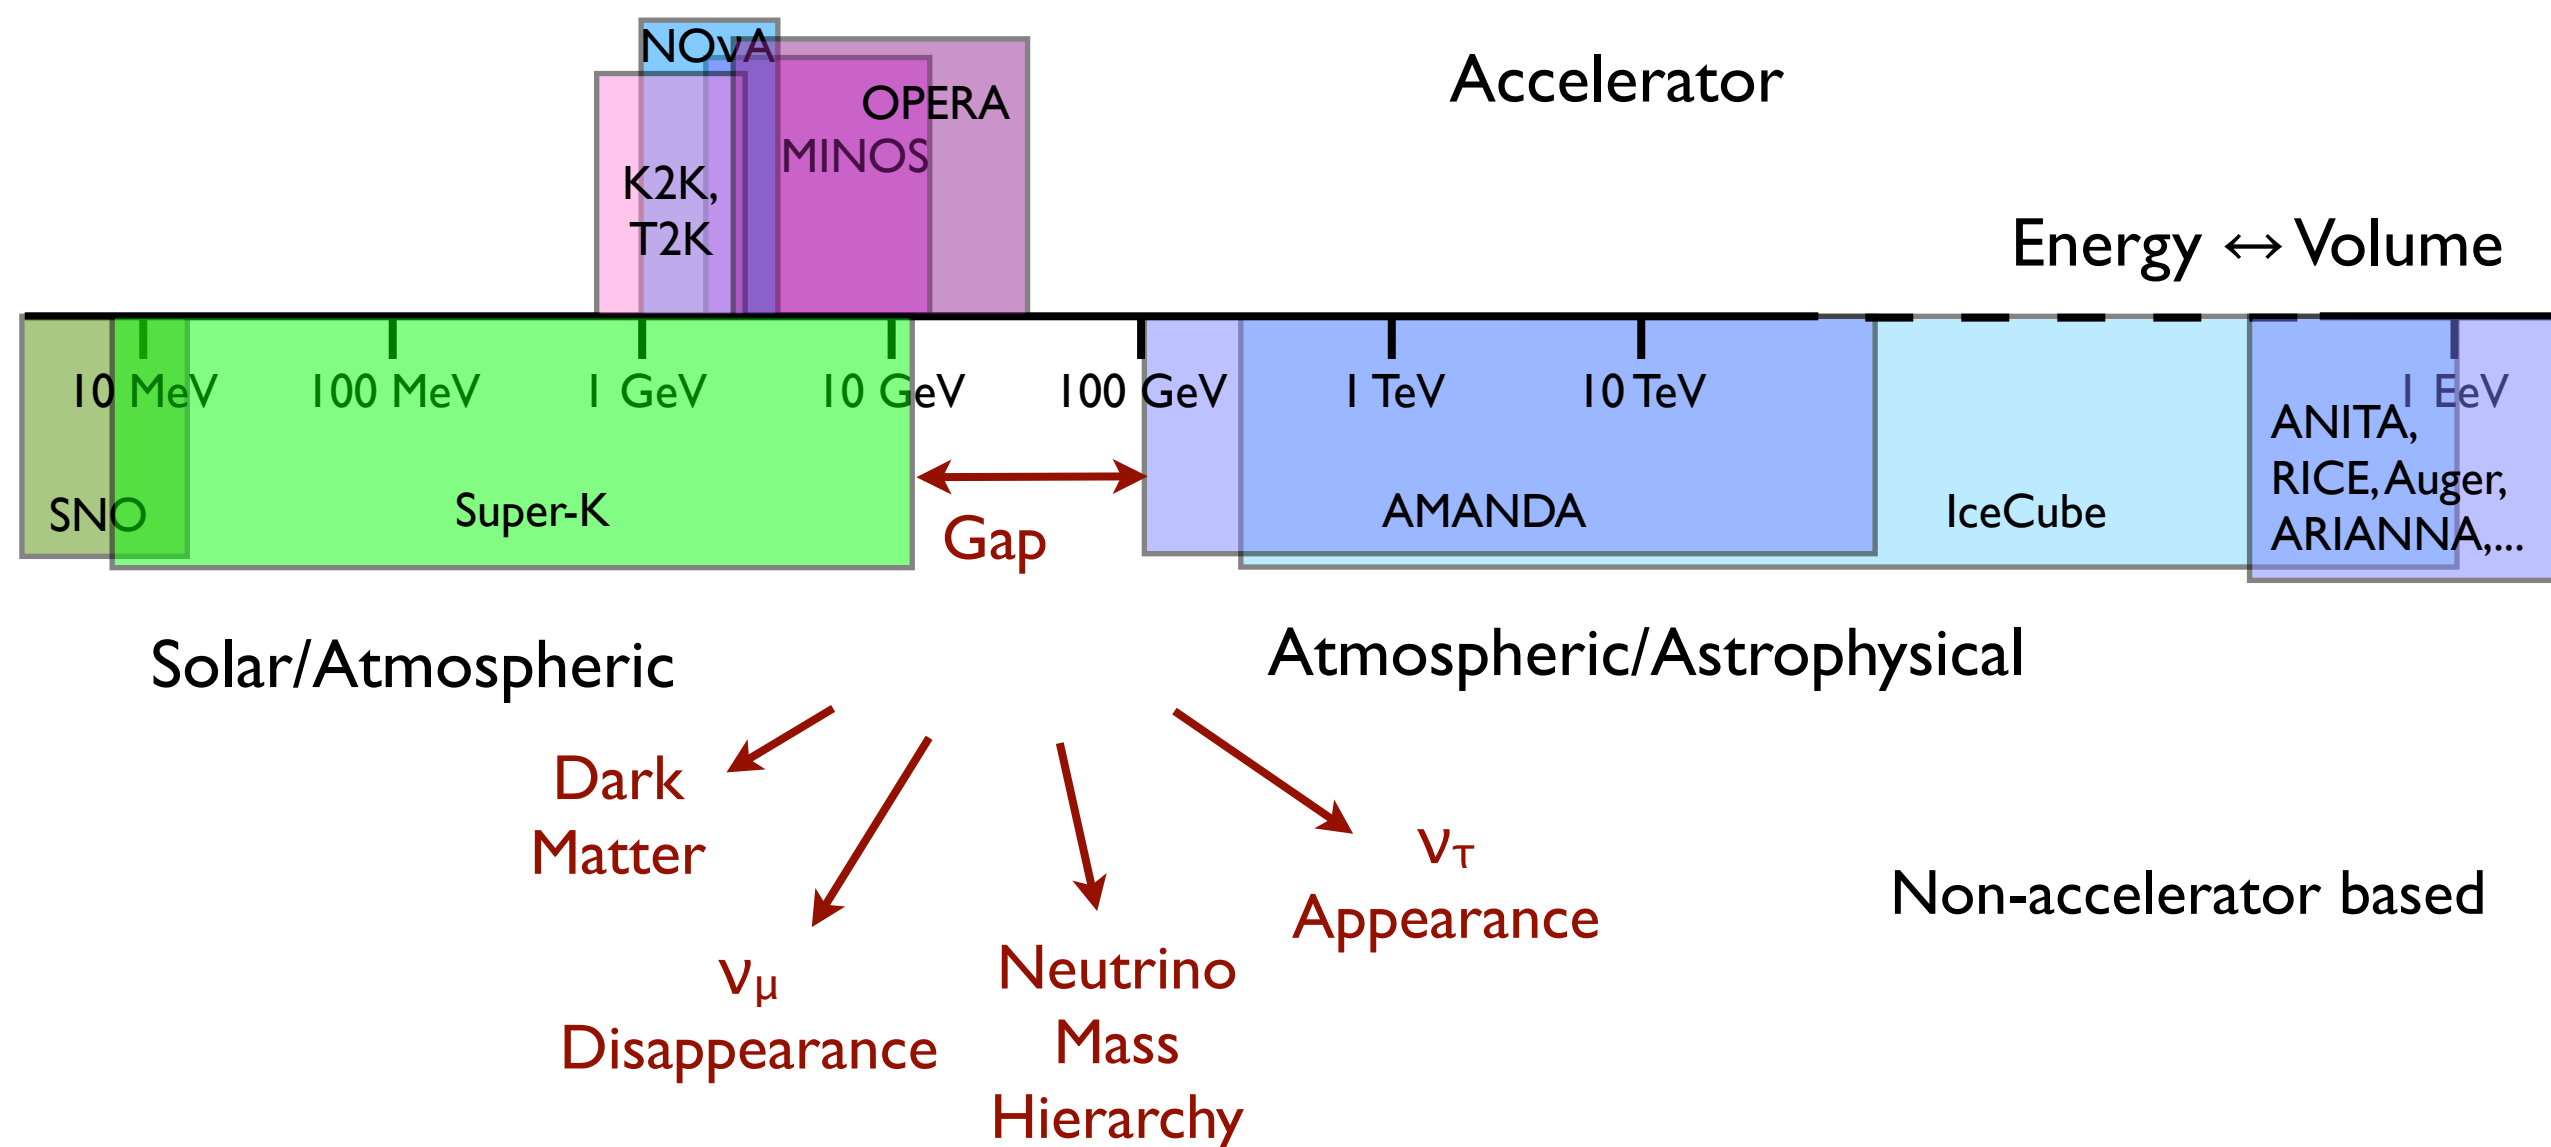 NOνA
Accelerator
OPERA
MINOS
K2K,
T2K
Energy ↔ Volume
10 MeV
100 MeV
1 GeV
10 GeV
100 GeV
1 TeV
10 TeV
1 EeV
SNO
Super-K
Gap
AMANDA
IceCube
ANITA,
RICE, Auger,
ARIANNA,...
Solar/Atmospheric
Atmospheric/Astrophysical
Dark
Matter
νμ
Disappearance
Neutrino
Mass
Hierarchy
ντ
Appearance
Non-accelerator based